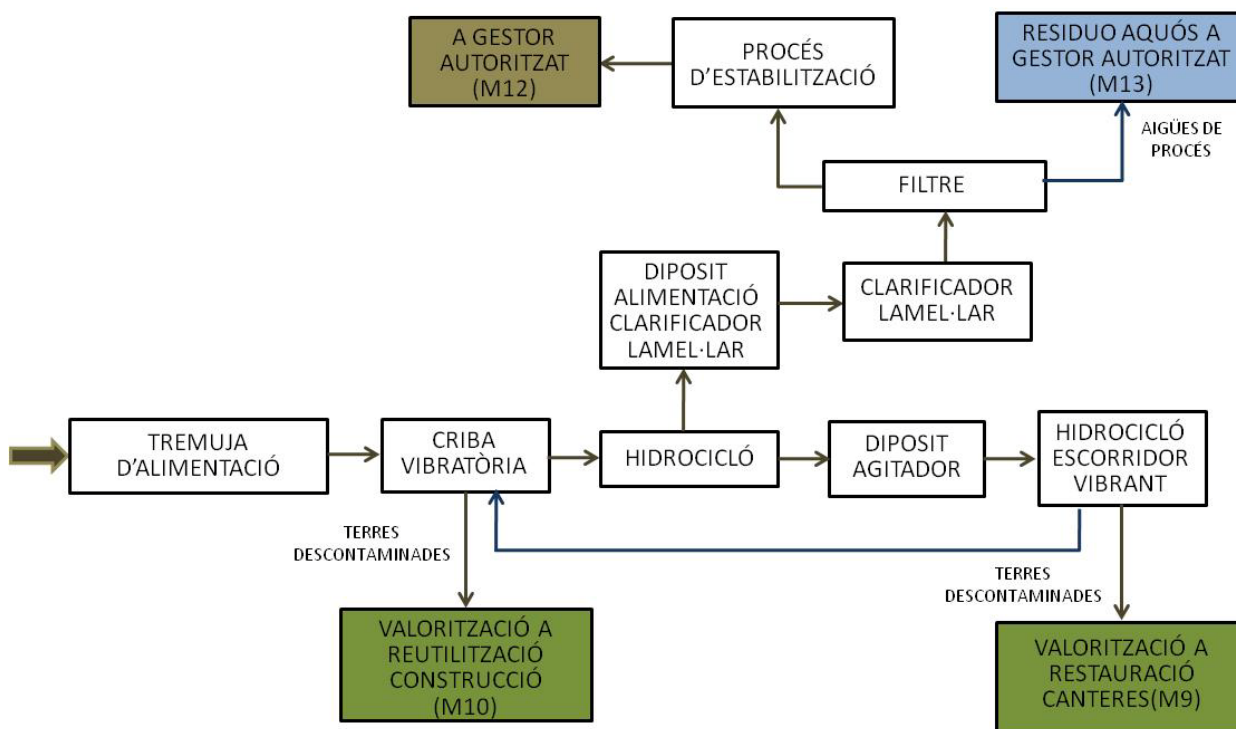 A GESTOR
AUTORITZAT
(M12)
PROCÉS
D'ESTABILITZACIÓ
RESIDUO AQUÓS A
GESTOR AUTORITZAT
(M13)
AIGÜES DE
PROCÉS
FILTRE
DIPOSIT
ALIMENTACIÓ
CLARIFICADOR
LAMEL·LAR
CLARIFICADOR
LAMEL·LAR
TREMUJA
D'ALIMENTACIÓ
CRIBA
VIBRATÒRIA
HIDROCICLÓ
DIPOSIT
AGITADOR
HIDROCICLÓ
ESCORRIDOR
VIBRANT
TERRES
DESCONTAMINADES
TERRES
DESCONTAMINADES
VALORITZACIÓ A
REUTILITZACIÓ
CONSTRUCCIÓ
(M10)
VALORITZACIÓ A
RESTAURACIÓ
CANTERES(M9)